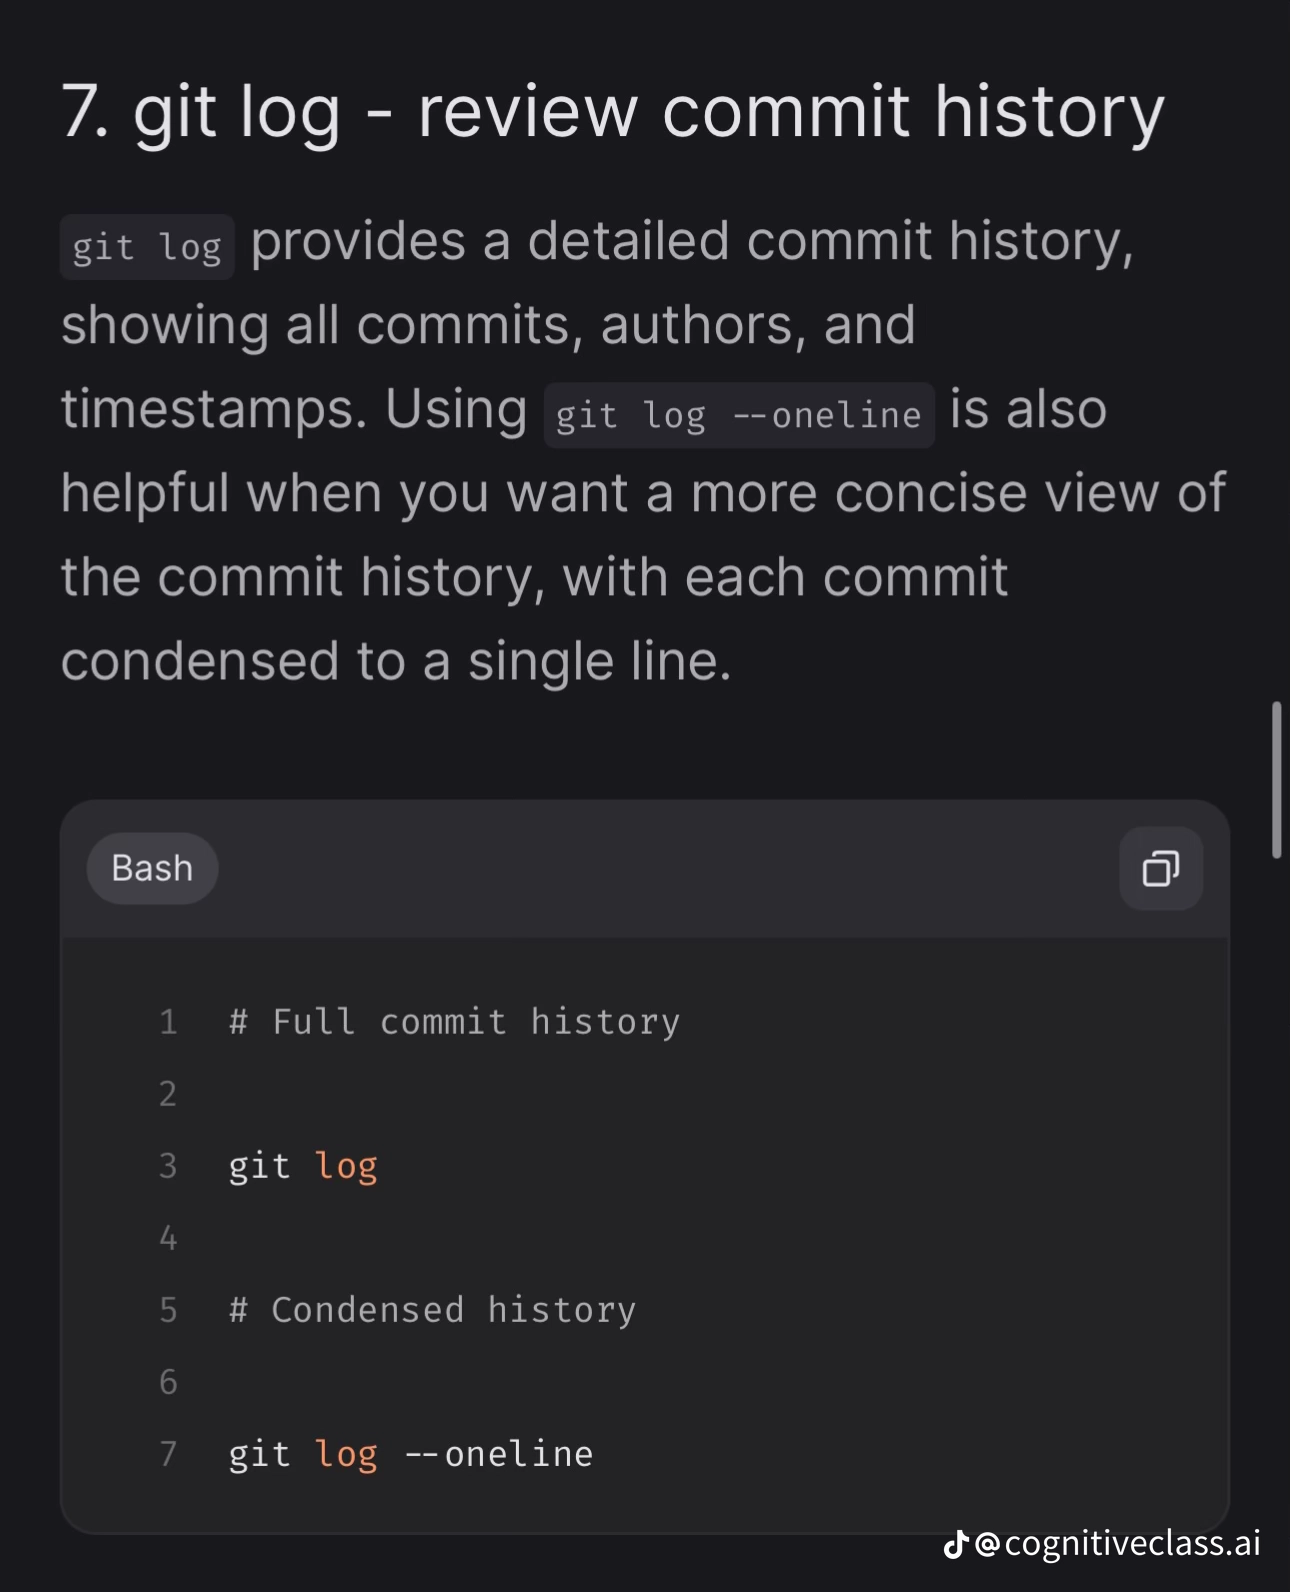 7. git log - review commit history
git log provides a detailed commit history,
showing all commits, authors, and
timestamps. Using git log --oneline is also
helpful when you want a more concise view of
the commit history, with each commit
condensed to a single line.
Bash
1 # Full commit history
2
3 git log
4
5 # Condensed history
6
7 git log --oneline
@cognitiveclass.ai